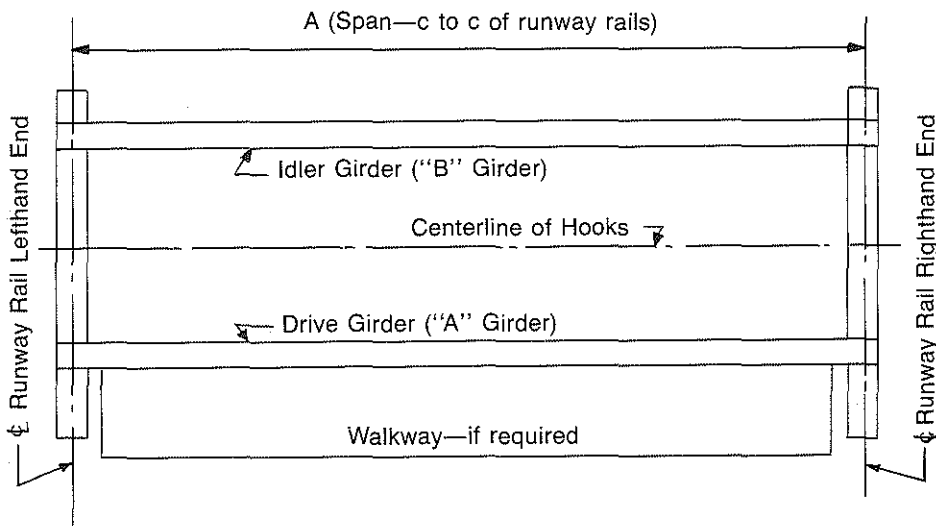 A (Span—c to c of runway rails)
℄ Runway Rail Lefthand End
Idler Girder ("B" Girder)
Centerline of Hooks
Drive Girder ("A" Girder)
Walkway—if required
℄ Runway Rail Righthand End